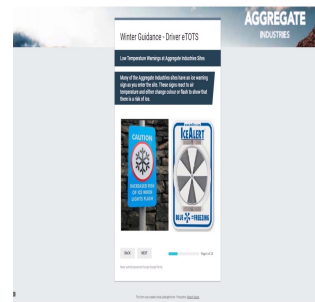 AGGREGATE
INDUSTRIES
Winter Guidance - Driver eTOTS
Low Temperature Warnings at Aggregate Industries Sites
Many of the Aggregate Industries sites have an ice warning
sign as you enter the site. These signs react to air
temperature and either change colour or flash to show that
there is a risk of ice.
CAUTION
INCREASED RISK
OF ICE WHEN
LIGHTS FLASH
ICEALERT
BLUE = FREEZING
BACK
NEXT